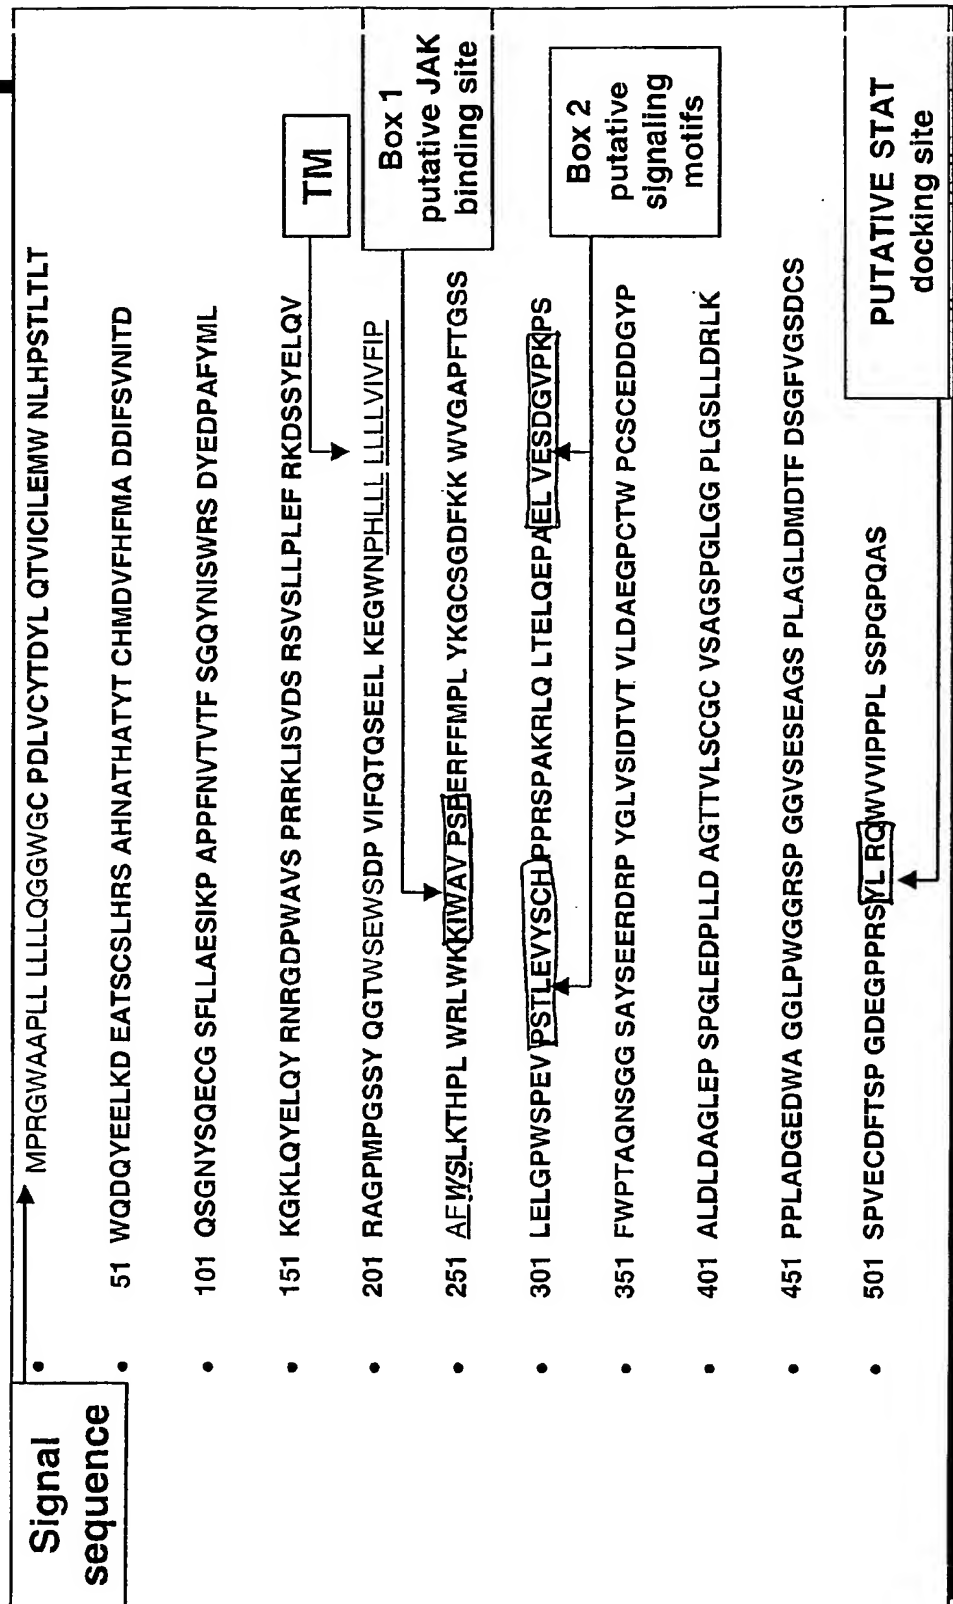 Signal
sequence
• MPRGWAAPLL LLLLQGGWGC PDLVCYTDYL QTVICILEMW NLHPSTLTLT
• 51 WQDQYEELKD EATSCSLHRS AHNATHATYT CHMDVFHFMA DDIFSVNITD
• 101 QSGNYSQECG SFLLAESIKP APPFNVTVTF SGQYNISWRS DYEDPAFYML
• 151 KGKLQYELQY RNRGDPWAVS PRRKLISVDS RSVSLLPLEF RKDSSYELQV
TM
• 201 RAGPMPGSSY QGTWSEWSDP VIFQTQSEEL KEGWNPHLLL LLLLVIVFIP
Box 1
putative JAK
binding site
• 251 AFWSLKTHPL WRLWKKIWAV PSPERFFMPL YKGCSGDFKK WVGAPFTGSS
• 301 LELGPWSPEV PSTLEVYSCH PPRSPAKRLQ LTELQEPAEL VESDGVPKPS
Box 2
putative
signaling
motifs
• 351 FWPTAQNSGG SAYSEERDRP YGLVSIDTVT VLDAEGPCTW PCSCEDDGYP
• 401 ALDLDAGLEP SPGLEDPLLD AGTTVLSCGC VSAGSPGLGG PLGSLLDRLK
• 451 PPLADGEDWA GGLPWGGRSP GGVSESEAGS PLAGLDMDTF DSGFVGSDCS
• 501 SPVECDFTSP GDEGPPRSYL RQWVVIPPPL SSPGPQAS
PUTATIVE STAT
docking site